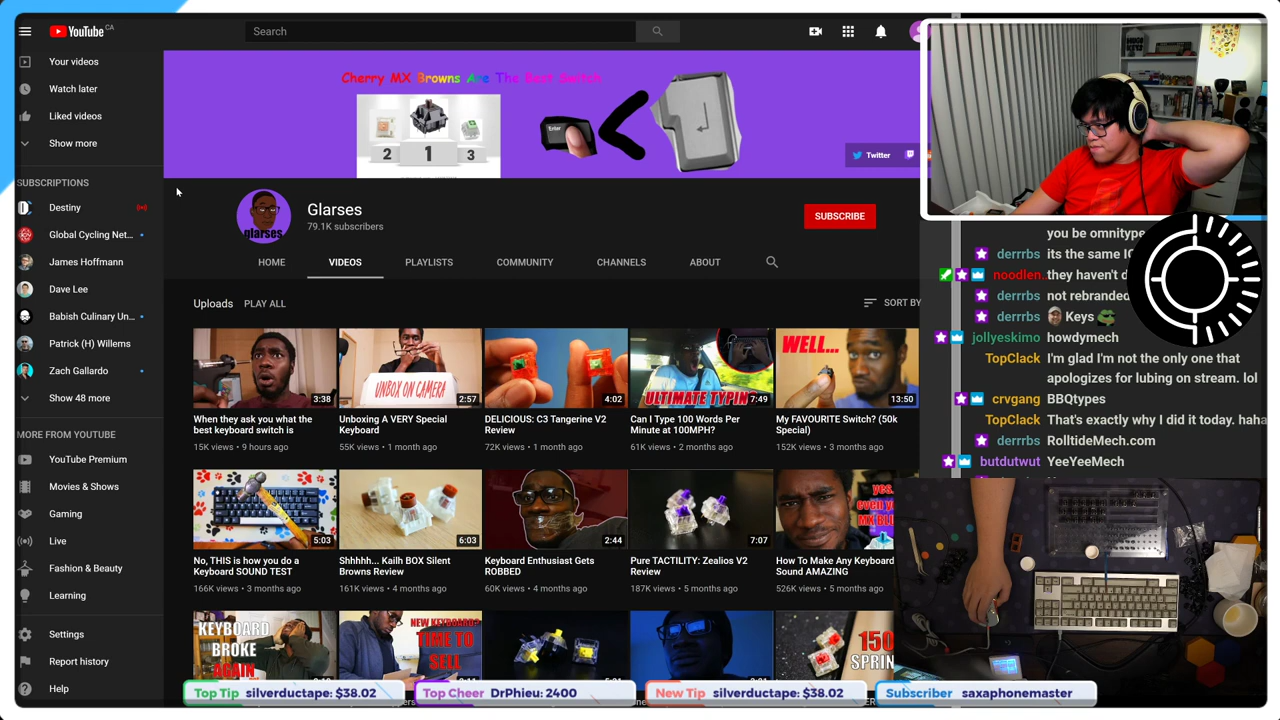 YouTube CA
Search
Your videos
Watch later
Liked videos
Show more
SUBSCRIPTIONS
Destiny
Global Cycling Net...
James Hoffmann
Dave Lee
Babish Culinary Un...
Patrick (H) Willems
Zach Gallardo
Show 48 more
MORE FROM YOUTUBE
YouTube Premium
Movies & Shows
Gaming
Live
Fashion & Beauty
Learning
Settings
Report history
Help
Cherry MX Browns Are The Best Switch
2 1 3
Enter
<
Twitter
glarses
Glarses
79.1K subscribers
SUBSCRIBE
HOME
VIDEOS
PLAYLISTS
COMMUNITY
CHANNELS
ABOUT
Uploads
PLAY ALL
SORT BY
3:38
When they ask you what the
best keyboard switch is
15K views • 9 hours ago
UNBOX ON CAMERA
2:57
Unboxing A VERY Special
Keyboard
55K views • 1 month ago
4:02
DELICIOUS: C3 Tangerine V2
Review
72K views • 1 month ago
ULTIMATE TYPIN
7:49
Can I Type 100 Words Per
Minute at 100MPH?
61K views • 2 months ago
WELL...
13:50
My FAVOURITE Switch? (50k
Special)
152K views • 3 months ago
5:03
No, THIS is how you do a
Keyboard SOUND TEST
166K views • 3 months ago
6:03
Shhhhh... Kailh BOX Silent
Browns Review
161K views • 4 months ago
2:44
Keyboard Enthusiast Gets
ROBBED
60K views • 4 months ago
7:07
Pure TACTILITY: Zealios V2
Review
187K views • 5 months ago
yes.
even y
MX BL
How To Make Any Keyboard
Sound AMAZING
526K views • 5 months ago
KEYBOARD
BROKE
AGAIN
NEW KEYBOARD?
TIME TO
SELL
150
SPRIN
you be omnitype
derrrbs its the same IC
noodlen. they haven't d
derrrbs not rebranded
derrrbs Keys
jollyeskimo howdymech
TopClack I'm glad I'm not the only one that
apologizes for lubing on stream. lol
crvgang BBQtypes
TopClack That's exactly why I did it today. haha
derrrbs RolltideMech.com
butdutwut YeeYeeMech
Top Tip silverductape: $38.02
Top Cheer DrPhieu: 2400
New Tip silverductape: $38.02
Subscriber saxaphonemaster